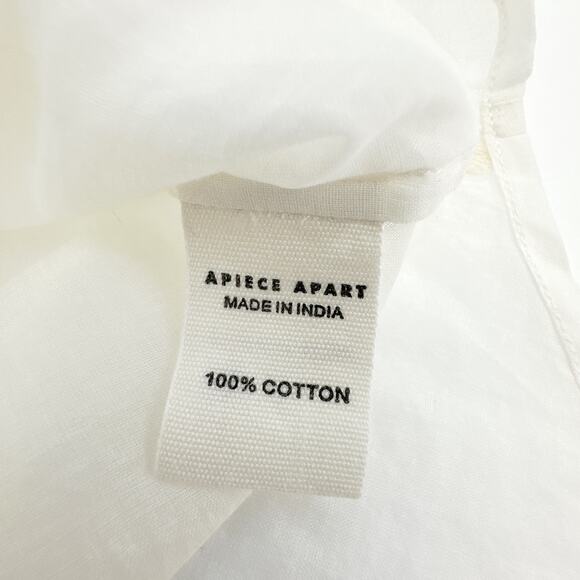 APIECE APART
MADE IN INDIA
100% COTTON